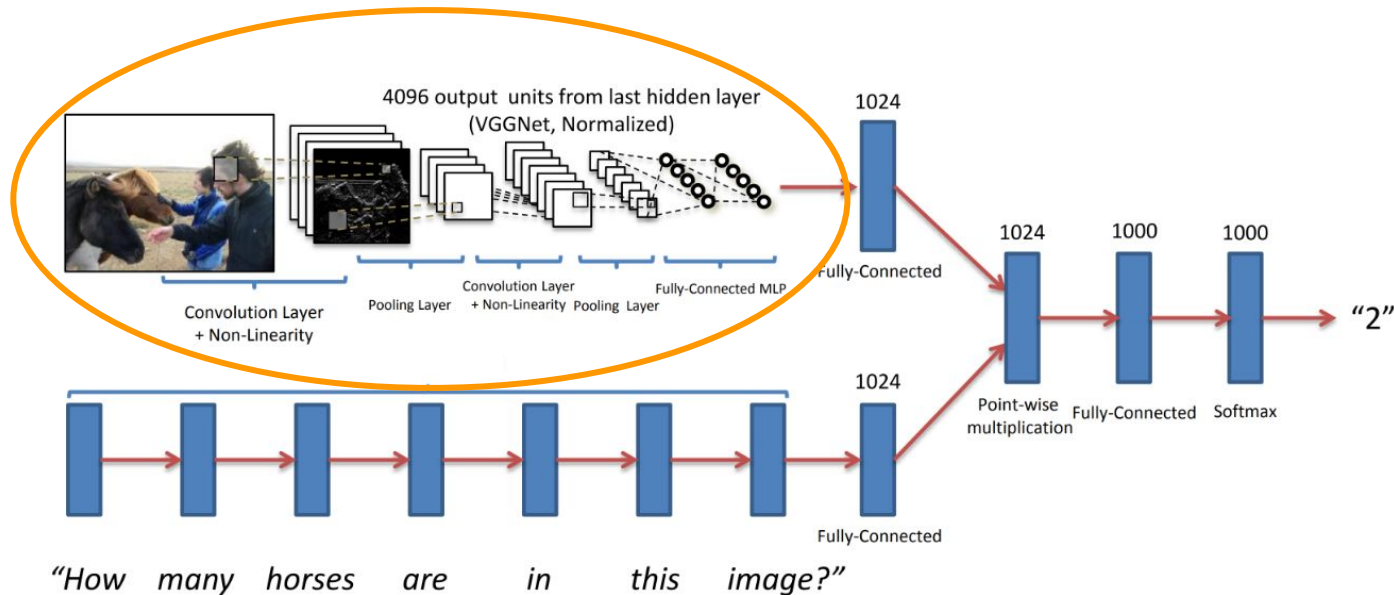 4096 output units from last hidden layer
(VGGNet, Normalized)
Convolution Layer
+ Non-Linearity
Pooling Layer
Convolution Layer
+ Non-Linearity
Pooling Layer
Fully-Connected MLP
1024
Fully-Connected
1024
Point-wise
multiplication
1000
Fully-Connected
1000
Softmax
“2”
1024
Fully-Connected
“How many horses are in this image?”